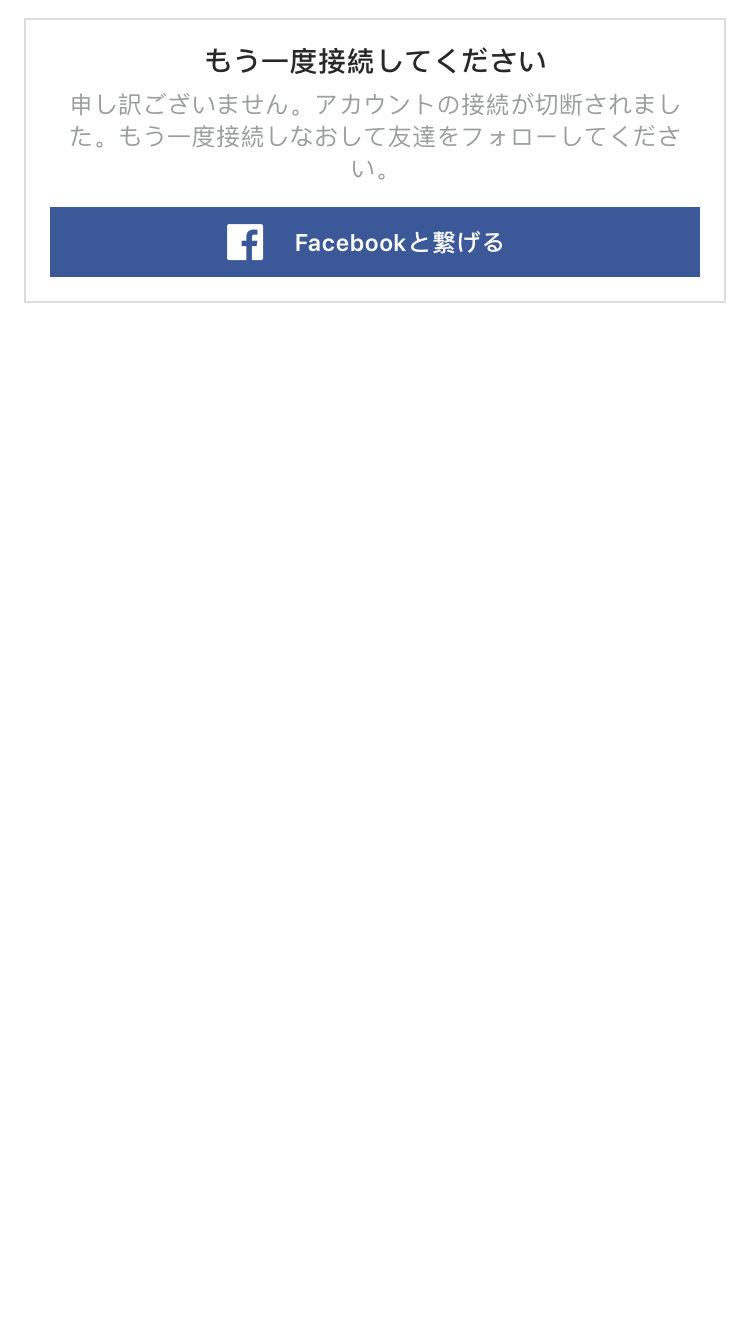 もう一度接続してください
申し訳ございません。アカウントの接続が切断されまし
た。もう一度接続しなおして友達をフォローしてくださ
い。
Facebookと繋げる